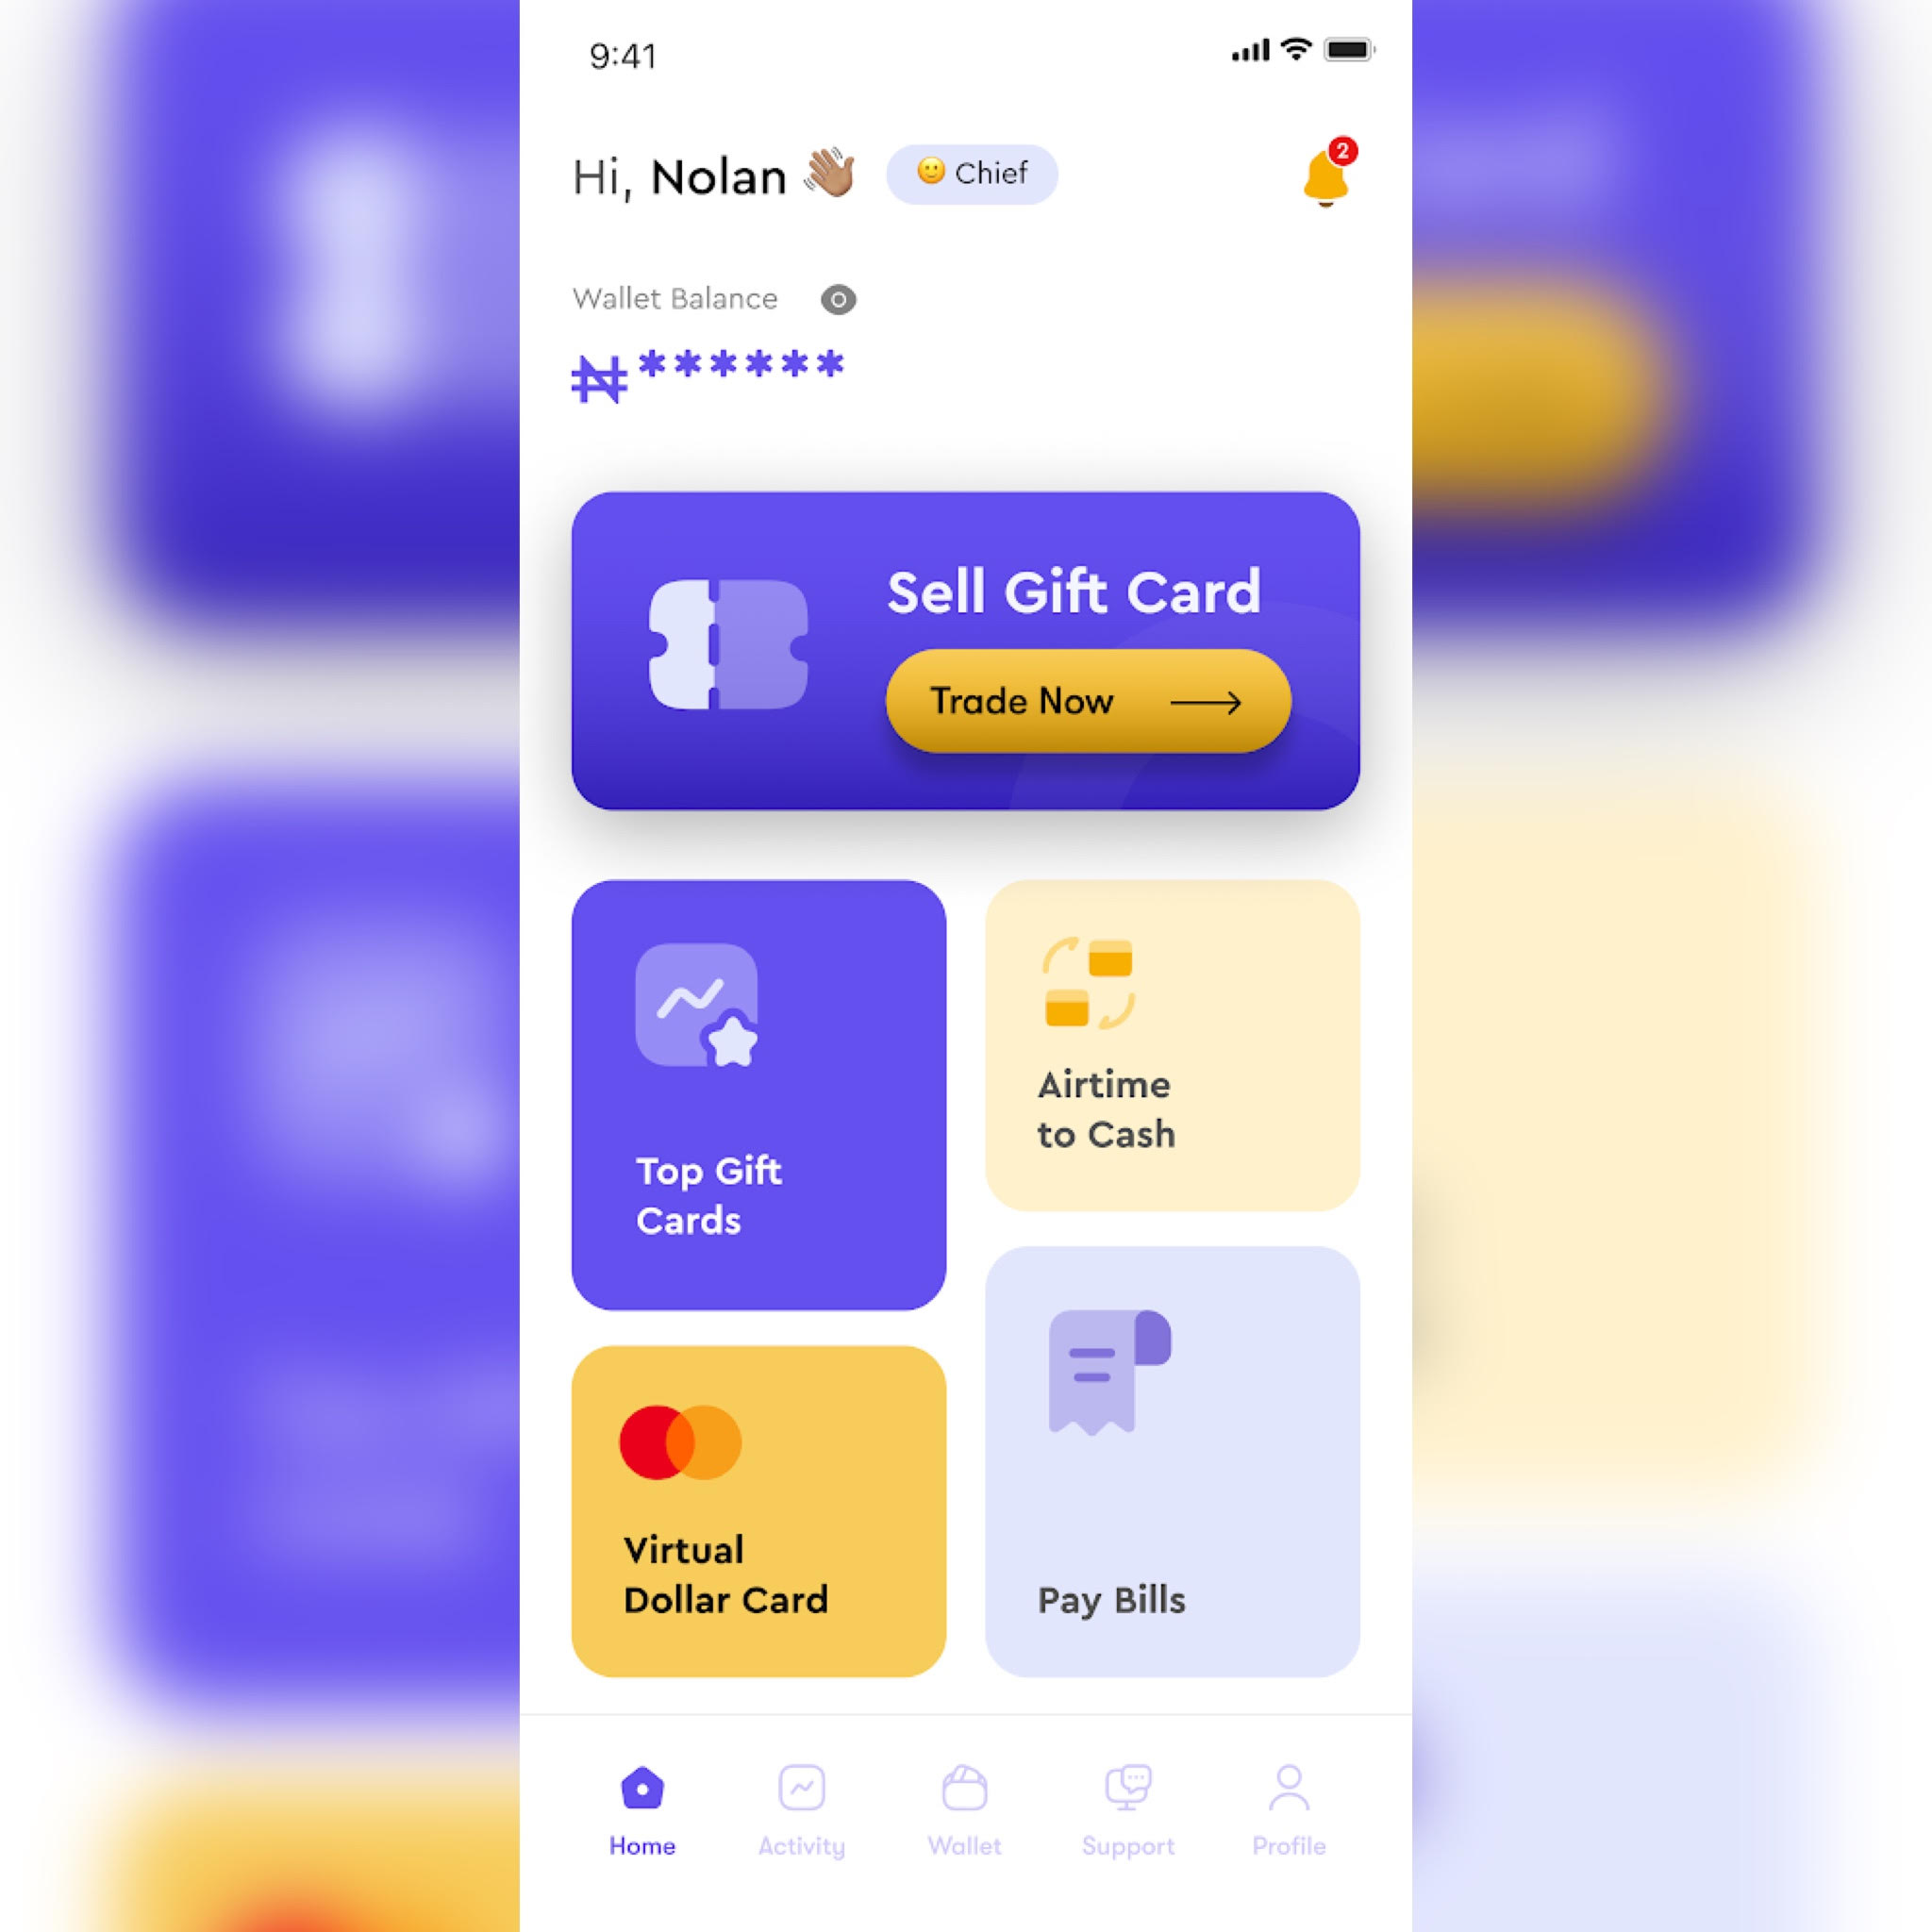 9:41
Hi, Nolan 👋🏽
🙂 Chief
2
Wallet Balance
₦******
Sell Gift Card
Trade Now
Top Gift
Cards
Airtime
to Cash
Virtual
Dollar Card
Pay Bills
Home
Activity
Wallet
Support
Profile